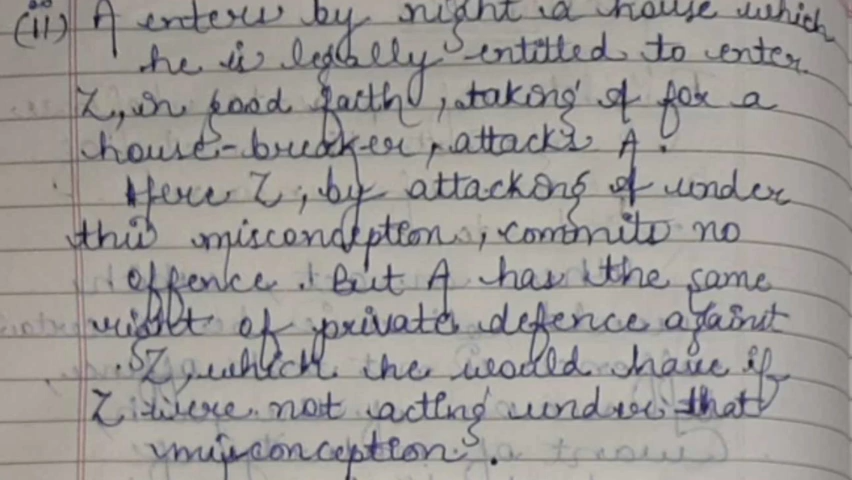 (ii) A enters by night a house which
he is legally entitled to enter.
Z, in good faith, taking A for a
house-breaker, attacks A.
Here Z, by attacking A under
this misconception, commits no
offence. But A has the same
right of private defence against
Z, which he would have if
Z were not acting under that
misconception.